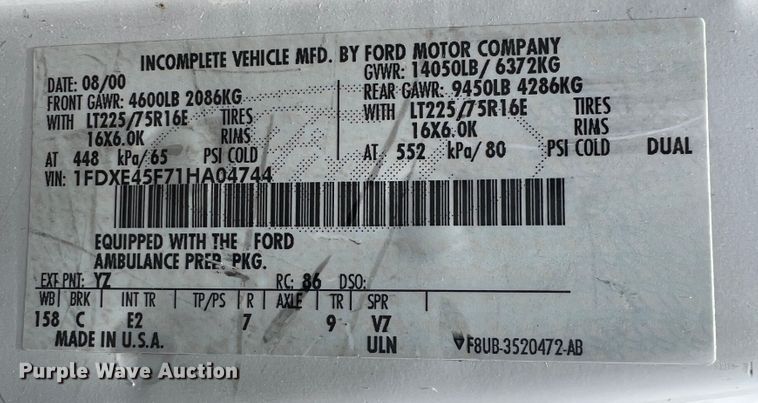 INCOMPLETE VEHICLE MFD. BY FORD MOTOR COMPANY
DATE: 08/00 GVWR: 14050LB/ 6372KG
FRONT GAWR: 4600LB 2086KG REAR GAWR: 9450LB 4286KG
WITH LT225/75R16E TIRES WITH LT225/75R16E TIRES
16X6.0K RIMS 16X6.0K RIMS
AT 448 kPa/65 PSI COLD AT 552 kPa/80 PSI COLD DUAL
VIN: 1FDXE45F71HA04744
EQUIPPED WITH THE FORD
AMBULANCE PREP. PKG.
EXT PNT: YZ RC: 86 DSO:
WB BRK INT TR TP/PS R AXLE TR SPR
158 C E2 7 9 V7
MADE IN U.S.A. ULN F8UB-3520472-AB
Purple Wave Auction